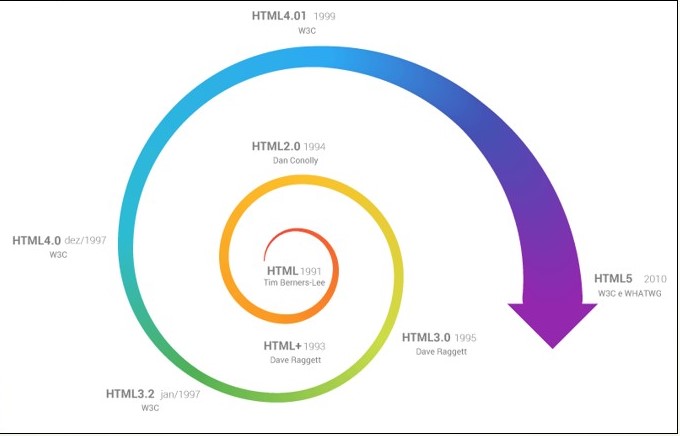 HTML4.01 1999
W3C
HTML2.0 1994
Dan Conolly
HTML4.0 dez/1997
W3C
HTML 1991
Tim Berners-Lee
HTML5 2010
W3C e WHATWG
HTML+ 1993
Dave Raggett
HTML3.0 1995
Dave Raggett
HTML3.2 jan/1997
W3C